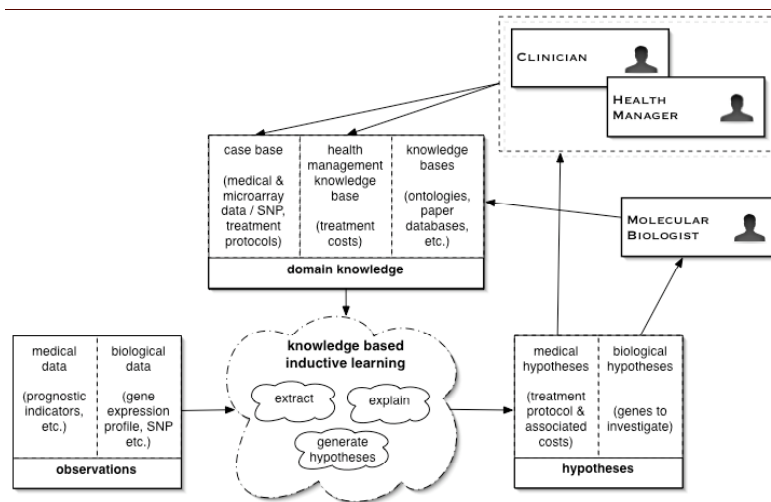 CLINICIAN
HEALTH
MANAGER
case base
(medical &
microarray
data / SNP,
treatment
protocols)
health
management
knowledge
base
(treatment
costs)
knowledge
bases
(ontologies,
paper
databases,
etc.)
domain knowledge
MOLECULAR
BIOLOGIST
knowledge based
inductive learning
extract
explain
generate
hypotheses
medical
data
(prognostic
indicators,
etc.)
biological
data
(gene
expression
profile, SNP
etc.)
observations
medical
hypotheses
(treatment
protocol &
associated
costs)
biological
hypotheses
(genes to
investigate)
hypotheses